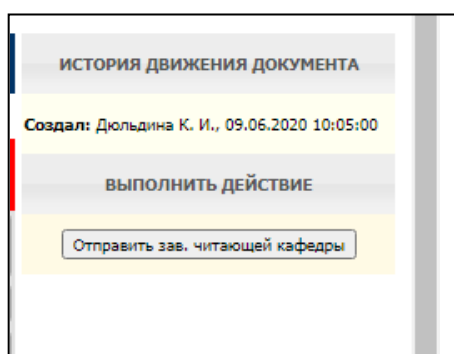 ИСТОРИЯ ДВИЖЕНИЯ ДОКУМЕНТА
Создал: Дюльдина К. И., 09.06.2020 10:05:00
ВЫПОЛНИТЬ ДЕЙСТВИЕ
Отправить зав. читающей кафедры